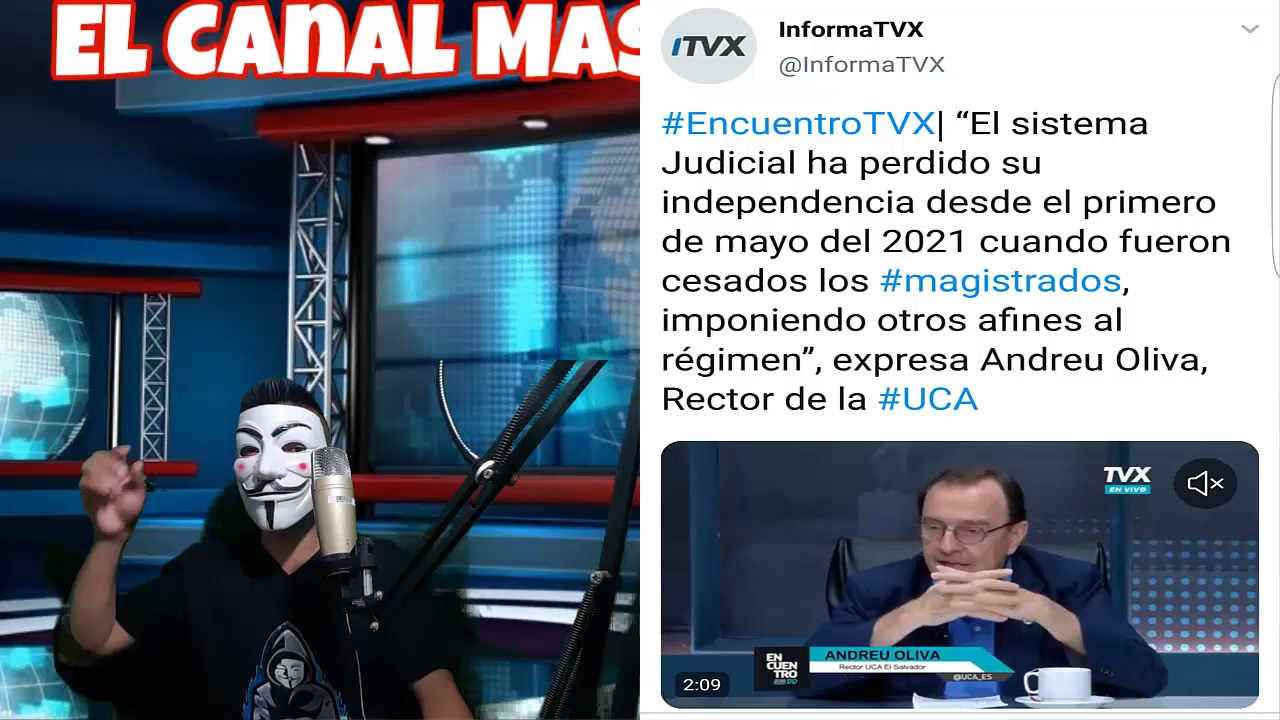 EL CANAL MAS
iTVX
InformaTVX
@InformaTVX
#EncuentroTVX| “El sistema
Judicial ha perdido su
independencia desde el primero
de mayo del 2021 cuando fueron
cesados los #magistrados,
imponiendo otros afines al
régimen”, expresa Andreu Oliva,
Rector de la #UCA
TVX
EN VIVO
EN
CUEN
TRO
ANDREU OLIVA
Rector UCA El Salvador
@UCA_ES
2:09